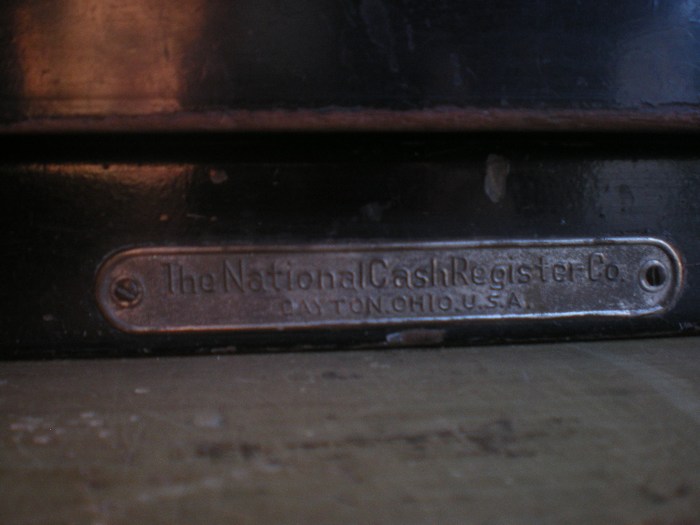 The National Cash Register Co.
DAYTON. OHIO. U.S.A.